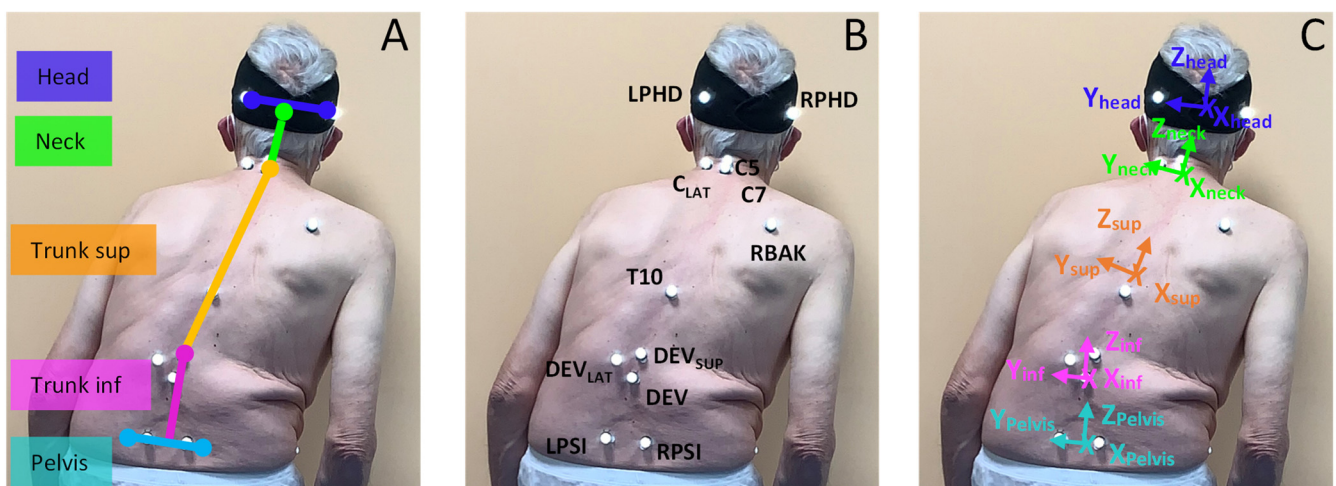 A
Head
Neck
Trunk sup
Trunk inf
Pelvis
B
LPHD
RPHD
C5
CLAT
C7
RBAK
T10
DEVSUP
DEVLAT
DEV
LPSI
RPSI
C
Zhead
Yhead
Xhead
Zneck
Yneck
Xneck
Zsup
Ysup
Xsup
Zinf
Yinf
Xinf
ZPelvis
YPelvis
XPelvis